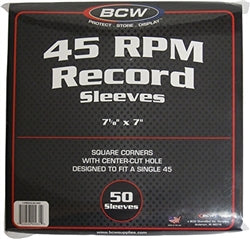 BCW
PROTECT · STORE · DISPLAY
45 RPM
Record
Sleeves
7⅛" x 7"
SQUARE CORNERS
WITH CENTER-CUT HOLE
DESIGNED TO FIT A SINGLE 45
50
Sleeves
www.bcwsupplies.com